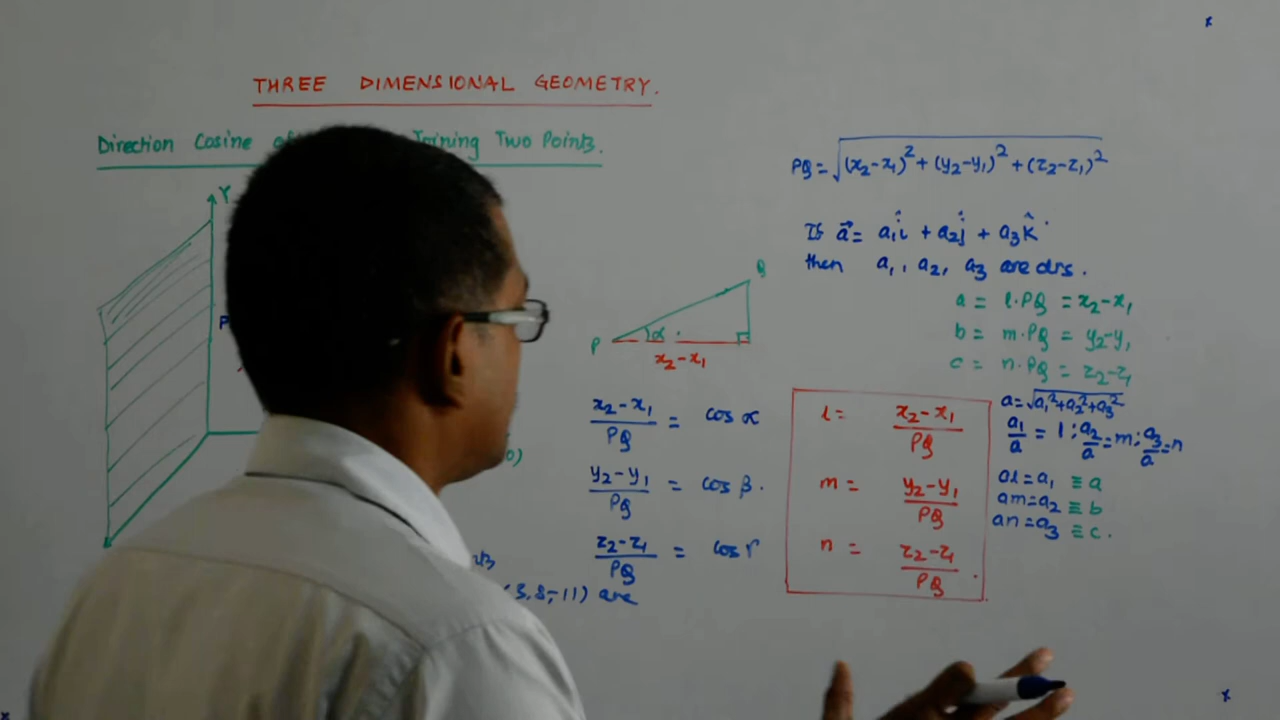 THREE DIMENSIONAL GEOMETRY.
Direction Cosine of Joining Two Points.
Y
P
P
α
Q
x₂-x₁
(x₂-x₁)/PQ = cos α
(y₂-y₁)/PQ = cos β.
(z₂-z₁)/PQ = cos γ
0)
(3,8,-11) are
PQ = √((x₂-x₁)² + (y₂-y₁)² + (z₂-z₁)²)
If a⃗ = a₁î + a₂ĵ + a₃k̂
then a₁, a₂, a₃ are drs.
a = l·PQ = x₂-x₁
b = m·PQ = y₂-y₁
c = n·PQ = z₂-z₁
l = (x₂-x₁)/PQ
m = (y₂-y₁)/PQ
n = (z₂-z₁)/PQ.
a = √(a₁²+a₂²+a₃²)
a₁/a = l ; a₂/a = m ; a₃/a = n
al = a₁ ≡ a
am = a₂ ≡ b
an = a₃ ≡ c.